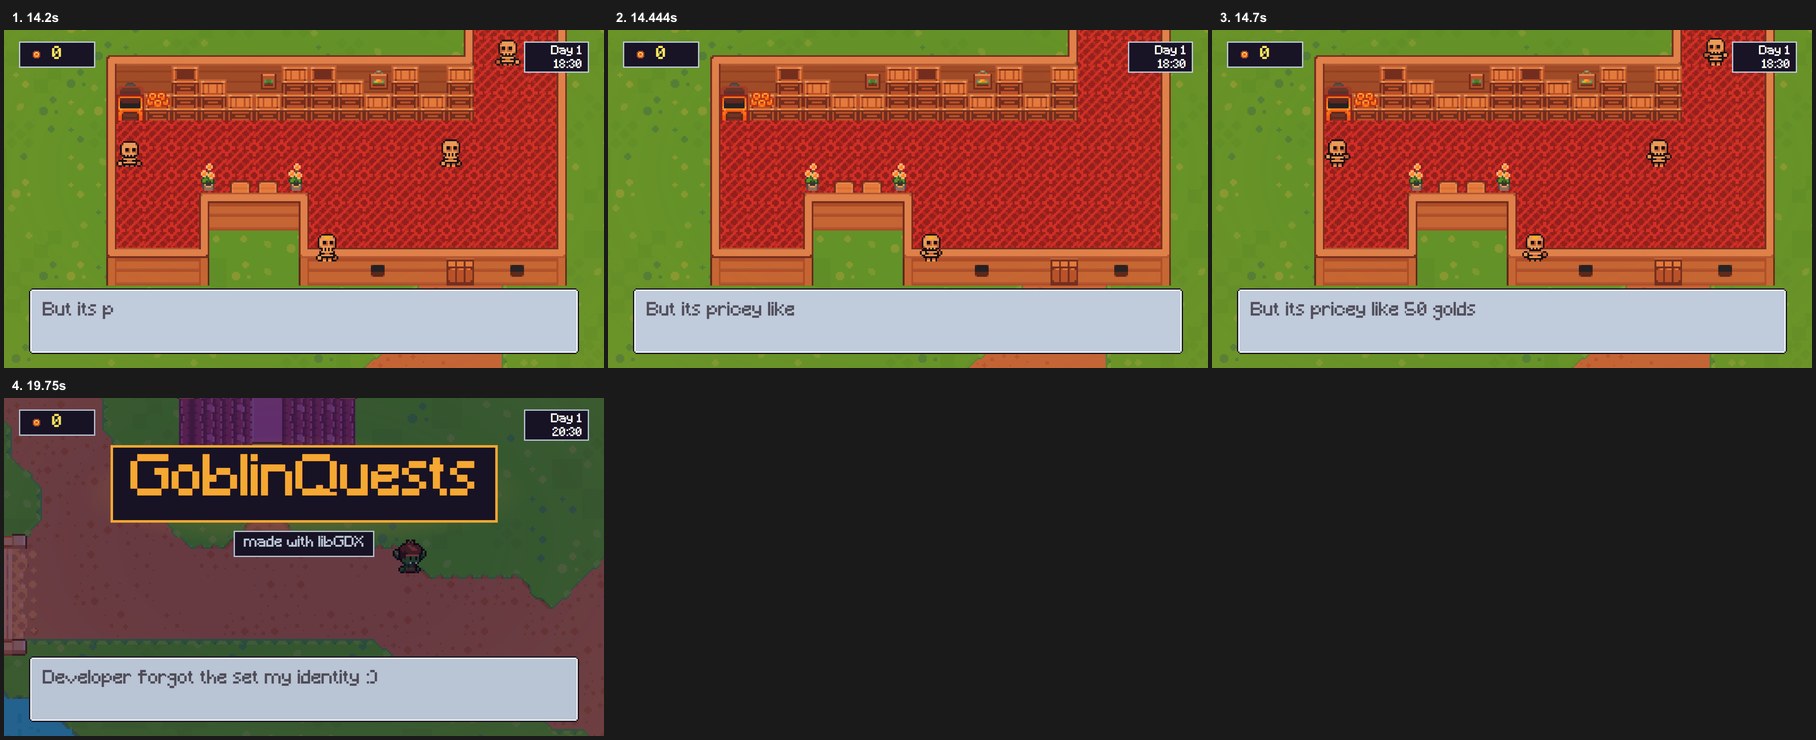 1. 14.2s
0
Day 1
18:30
But its p
2. 14.444s
0
Day 1
18:30
But its pricey like
3. 14.7s
0
Day 1
18:30
But its pricey like 50 golds
4. 19.75s
0
Day 1
20:30
GoblinQuests
made with libGDX
Developer forgot the set my identity :)